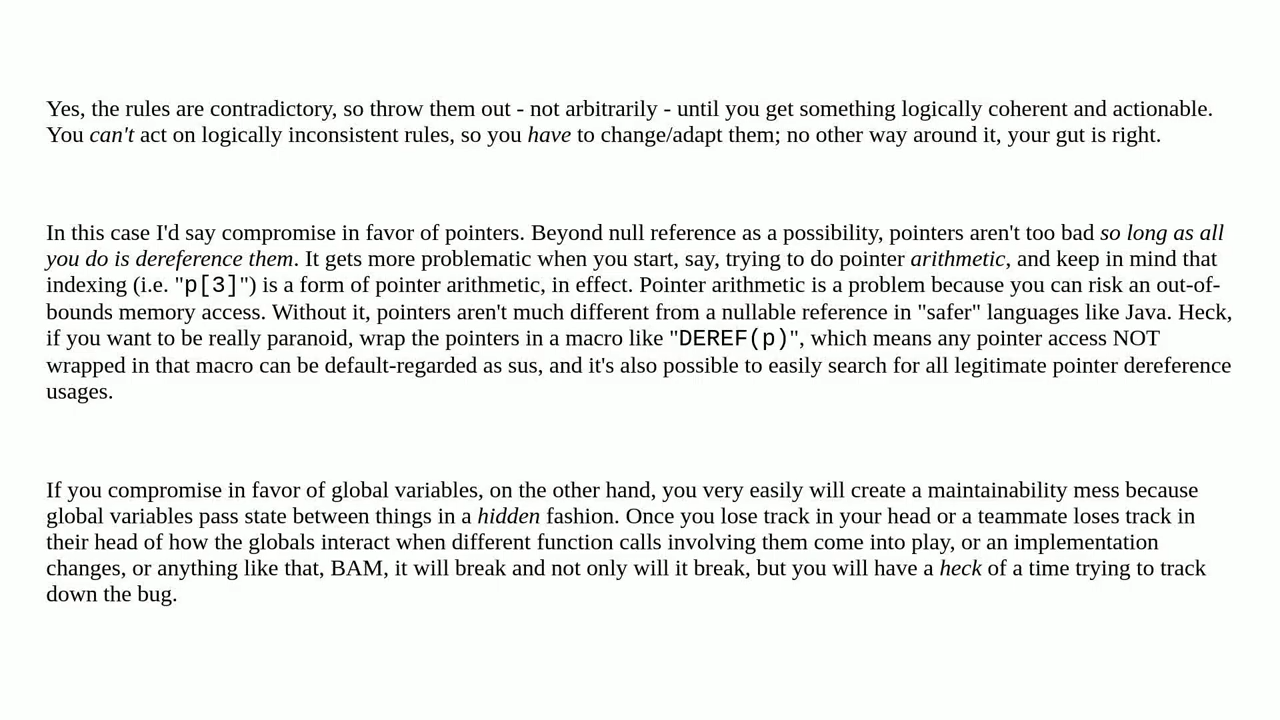 Yes, the rules are contradictory, so throw them out - not arbitrarily - until you get something logically coherent and actionable.
You can't act on logically inconsistent rules, so you have to change/adapt them; no other way around it, your gut is right.
In this case I'd say compromise in favor of pointers. Beyond null reference as a possibility, pointers aren't too bad so long as all
you do is dereference them. It gets more problematic when you start, say, trying to do pointer arithmetic, and keep in mind that
indexing (i.e. "p[3]") is a form of pointer arithmetic, in effect. Pointer arithmetic is a problem because you can risk an out-of-
bounds memory access. Without it, pointers aren't much different from a nullable reference in "safer" languages like Java. Heck,
if you want to be really paranoid, wrap the pointers in a macro like "DEREF(p)", which means any pointer access NOT
wrapped in that macro can be default-regarded as sus, and it's also possible to easily search for all legitimate pointer dereference
usages.
If you compromise in favor of global variables, on the other hand, you very easily will create a maintainability mess because
global variables pass state between things in a hidden fashion. Once you lose track in your head or a teammate loses track in
their head of how the globals interact when different function calls involving them come into play, or an implementation
changes, or anything like that, BAM, it will break and not only will it break, but you will have a heck of a time trying to track
down the bug.